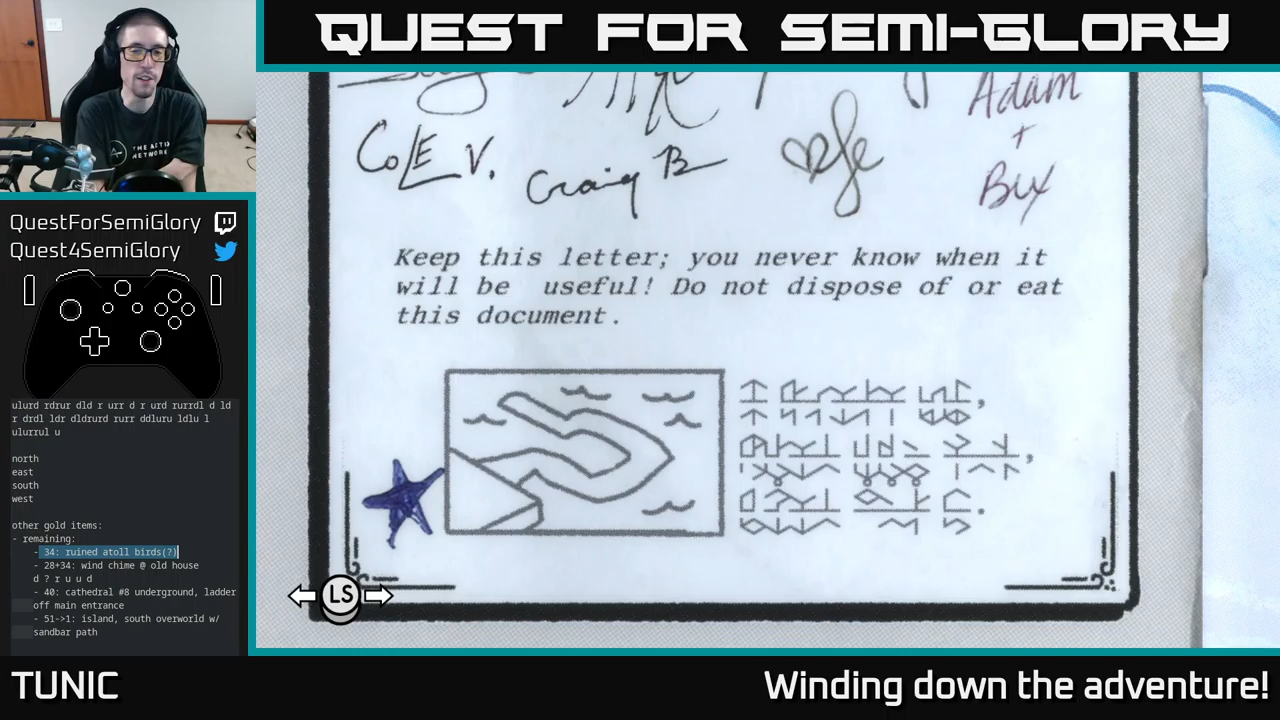 QUEST FOR SEMI-GLORY
THE ACTIO
NETWORK
QuestForSemiGlory
Quest4SemiGlory
ulurd rdrur dld r urr d r urd rurrdl d ld
r drdl ldr dldrurd rurr ddluru ldlu l
ulurrul u
north
east
south
west
other gold items:
- remaining:
- 34: ruined atoll birds(?)
- 28+34: wind chime @ old house
d ? r u u d
- 40: cathedral #8 underground, ladder
off main entrance
- 51->1: island, south overworld w/
sandbar path
Adam
+
Bix
ColE V.
Craig B
Keep this letter; you never know when it
will be useful! Do not dispose of or eat
this document.
LS
TUNIC
Winding down the adventure!